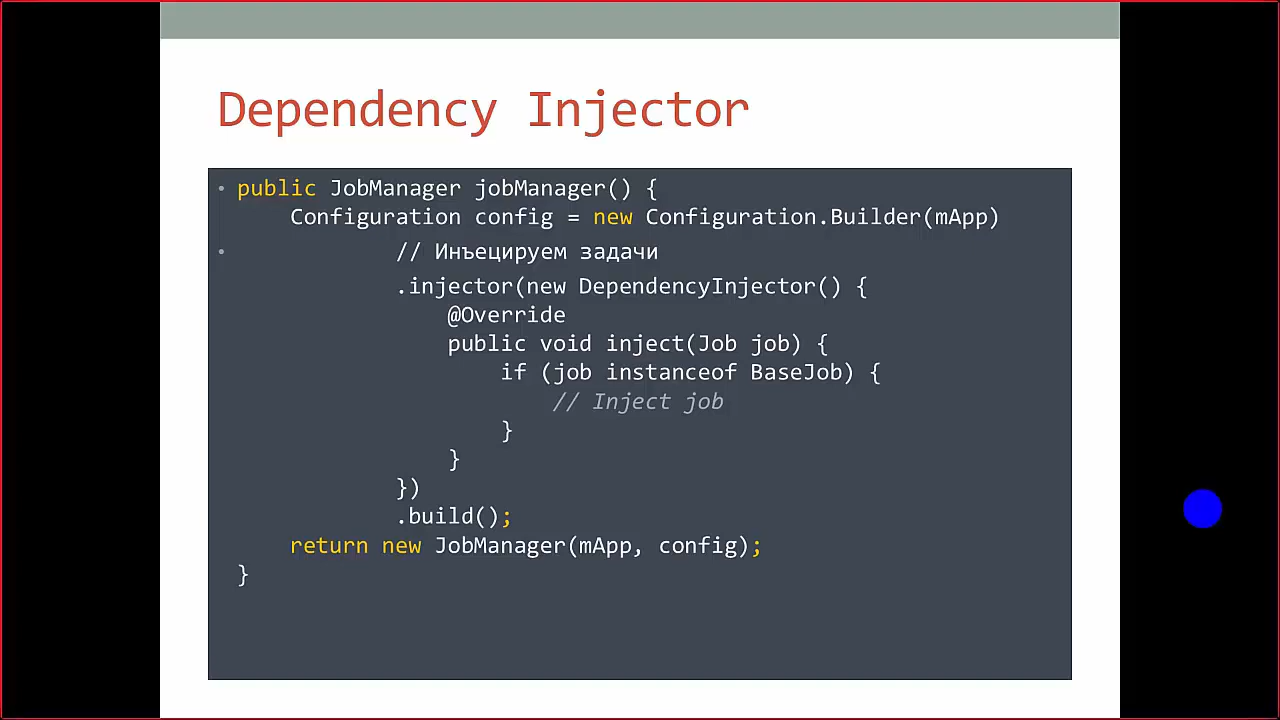 Dependency Injector
• public JobManager jobManager() {
Configuration config = new Configuration.Builder(mApp)
• // Инъецируем задачи
.injector(new DependencyInjector() {
@Override
public void inject(Job job) {
if (job instanceof BaseJob) {
// Inject job
}
}
})
.build();
return new JobManager(mApp, config);
}